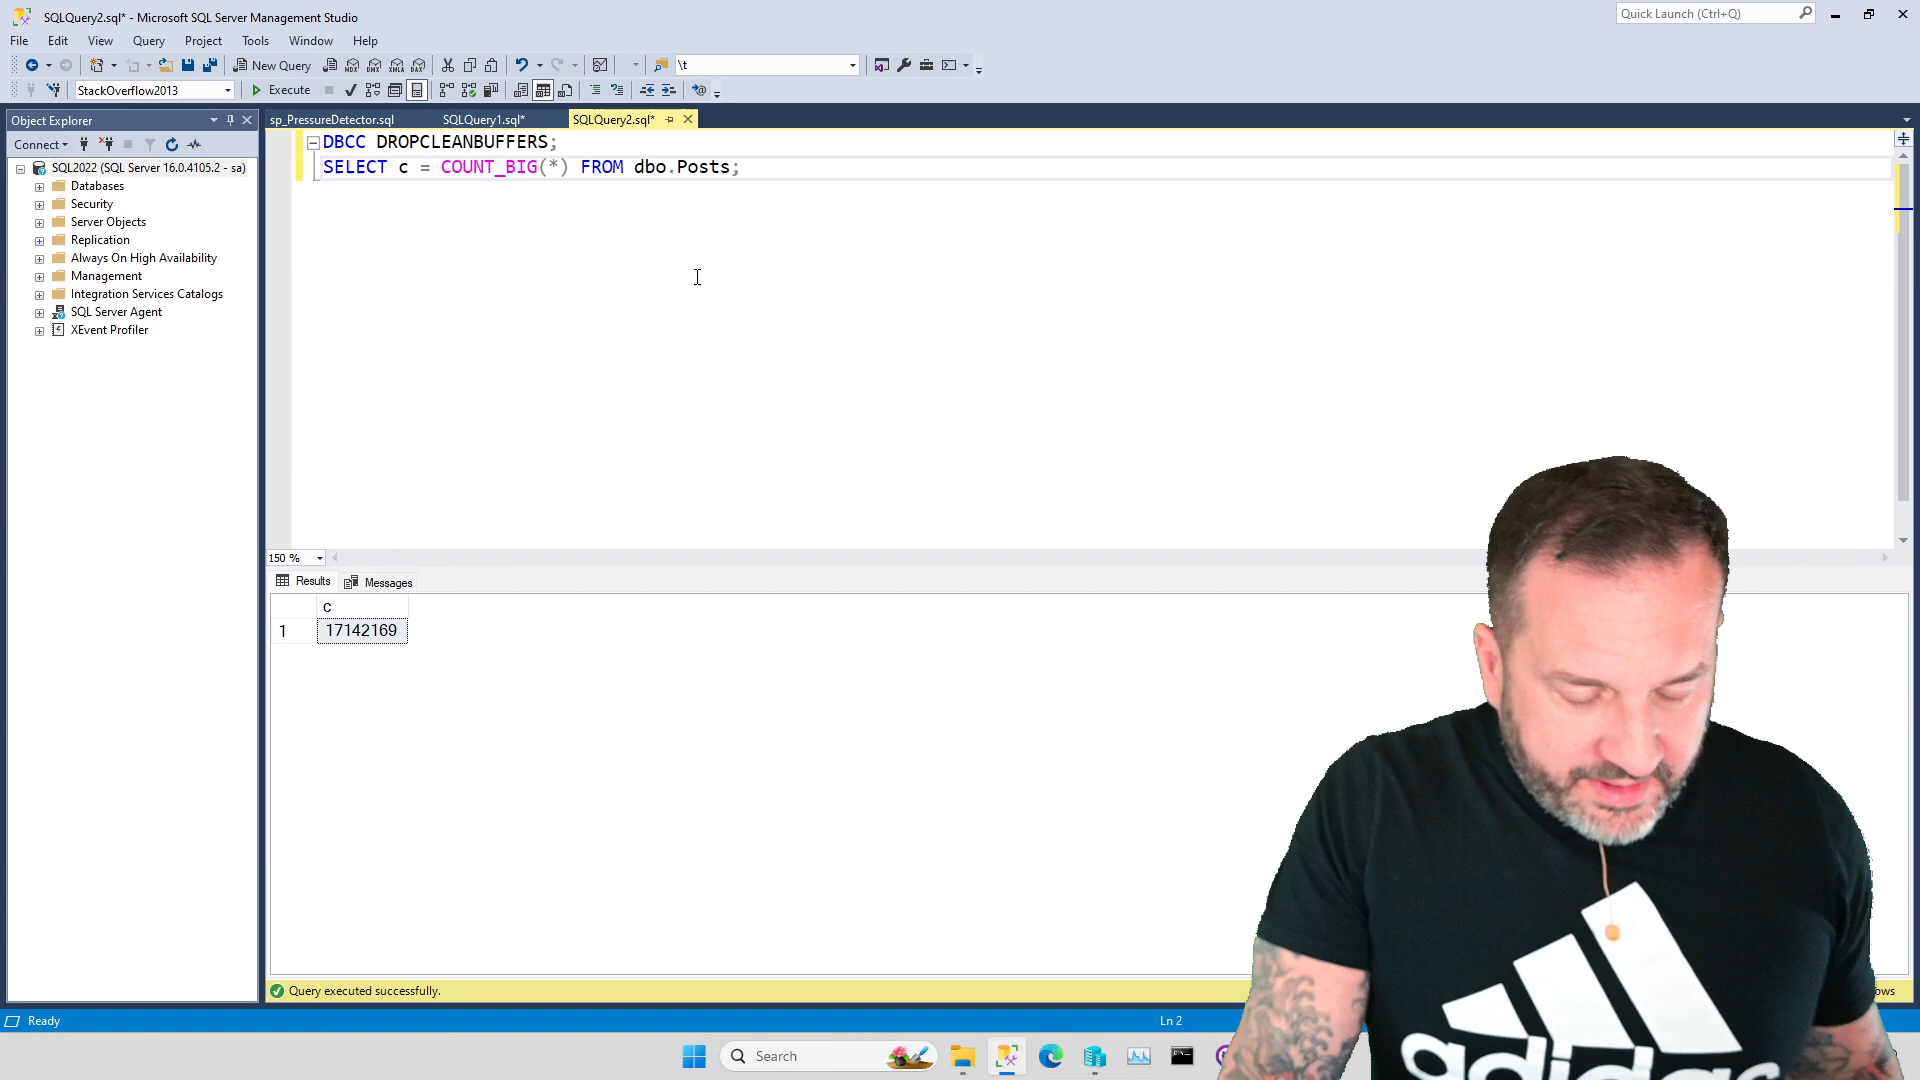 SQLQuery2.sql* - Microsoft SQL Server Management Studio
Quick Launch (Ctrl+Q)
File Edit View Query Project Tools Window Help
New Query
\t
StackOverflow2013
Execute
Object Explorer
sp_PressureDetector.sql
SQLQuery1.sql*
SQLQuery2.sql*
Connect
SQL2022 (SQL Server 16.0.4105.2 - sa)
Databases
Security
Server Objects
Replication
Always On High Availability
Management
Integration Services Catalogs
SQL Server Agent
XEvent Profiler
DBCC DROPCLEANBUFFERS;
SELECT c = COUNT_BIG(*) FROM dbo.Posts;
150 %
Results
Messages
c
1 17142169
Query executed successfully.
Ready
Ln 2
Search
adidas